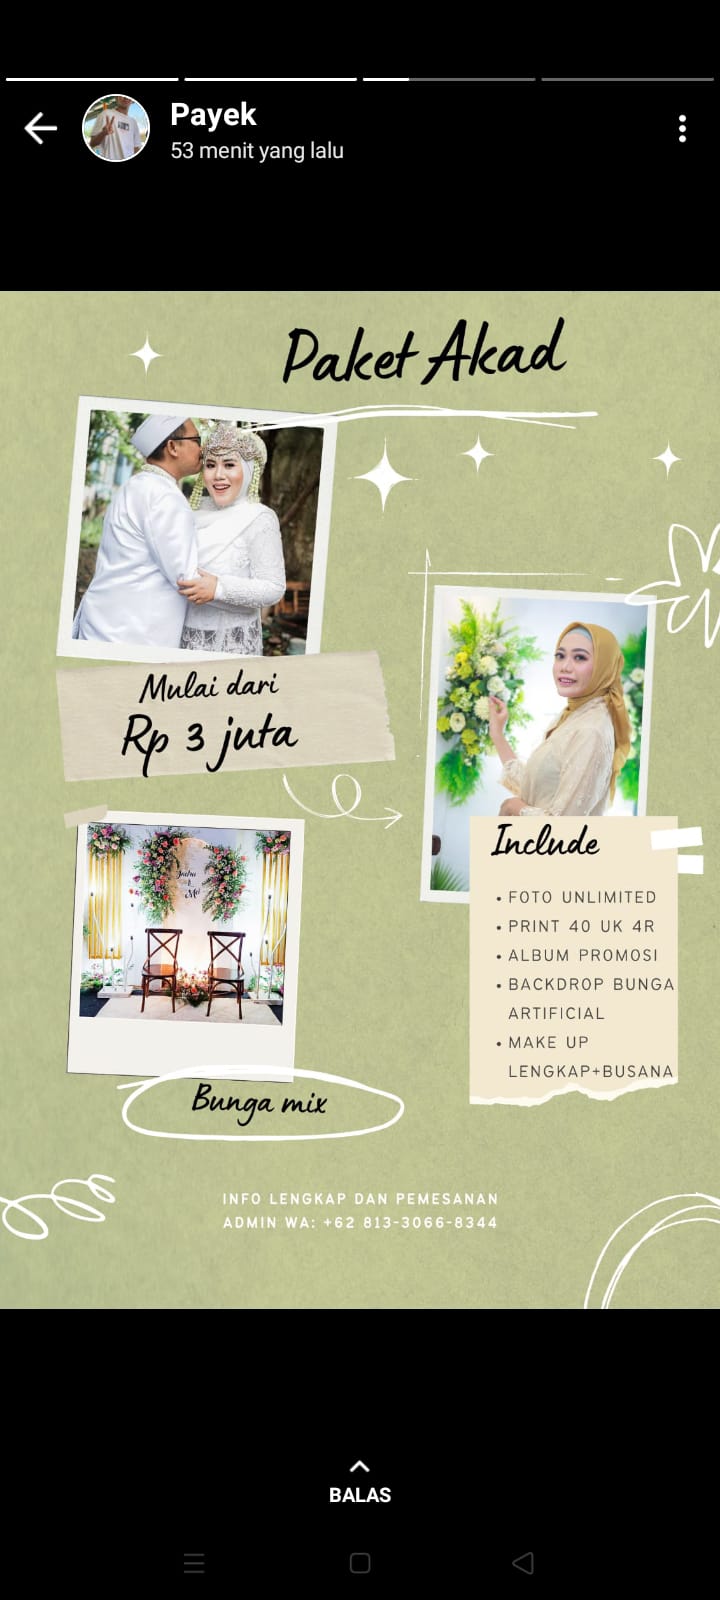 Payek
53 menit yang lalu
Paket Akad
Mulai dari
Rp 3 juta
Include
• FOTO UNLIMITED
• PRINT 40 UK 4R
• ALBUM PROMOSI
• BACKDROP BUNGA
ARTIFICIAL
• MAKE UP
LENGKAP+BUSANA
Bunga mix
INFO LENGKAP DAN PEMESANAN
ADMIN WA: +62 813-3066-8344
BALAS